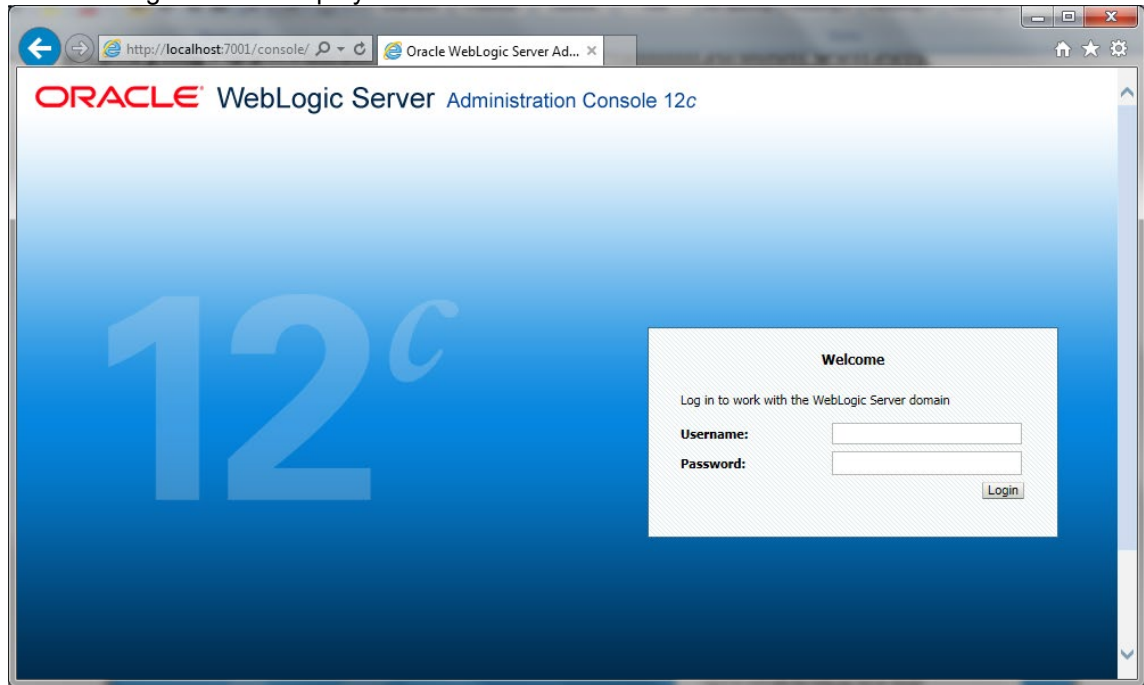 http://localhost:7001/console/
Oracle WebLogic Server Ad...
ORACLE WebLogic Server Administration Console 12c
12c
Welcome
Log in to work with the WebLogic Server domain
Username:
Password:
Login